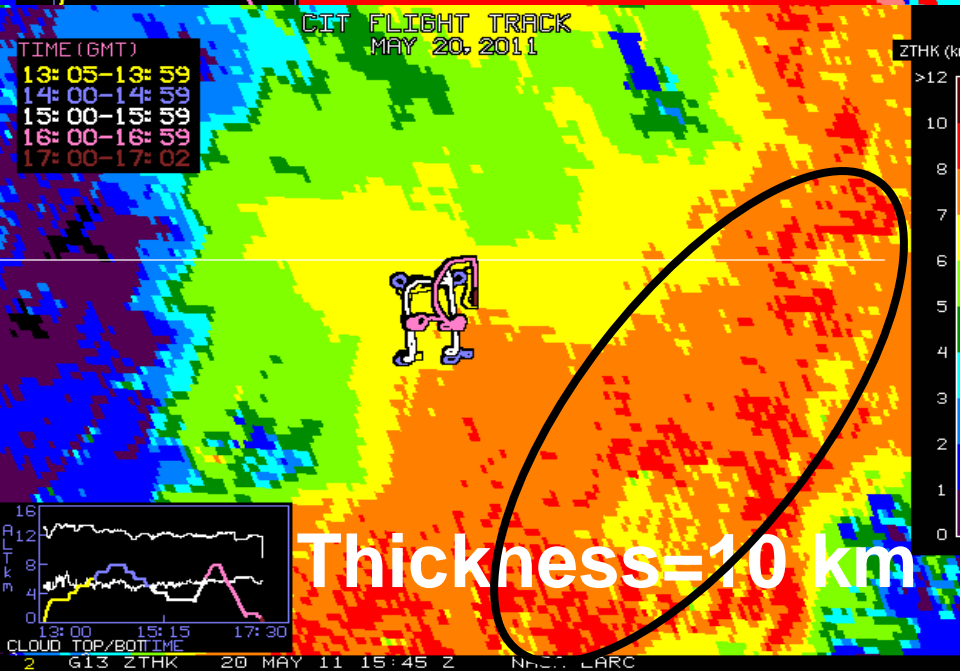 CIT FLIGHT TRACK
MAY 20,2011
TIME(GMT)
13:05-13:59
14:00-14:59
15:00-15:59
16:00-16:59
17:00-17:02
ZTHK (k
>12
10
8
7
6
5
4
3
2
1
0
Thickness=10 km
16
12
8
4
0
ALT km
13:00 15:15 17:30
CLOUD TOP/BOT TIME
2 G13 ZTHK 20 MAY 11 15:45 Z LARC